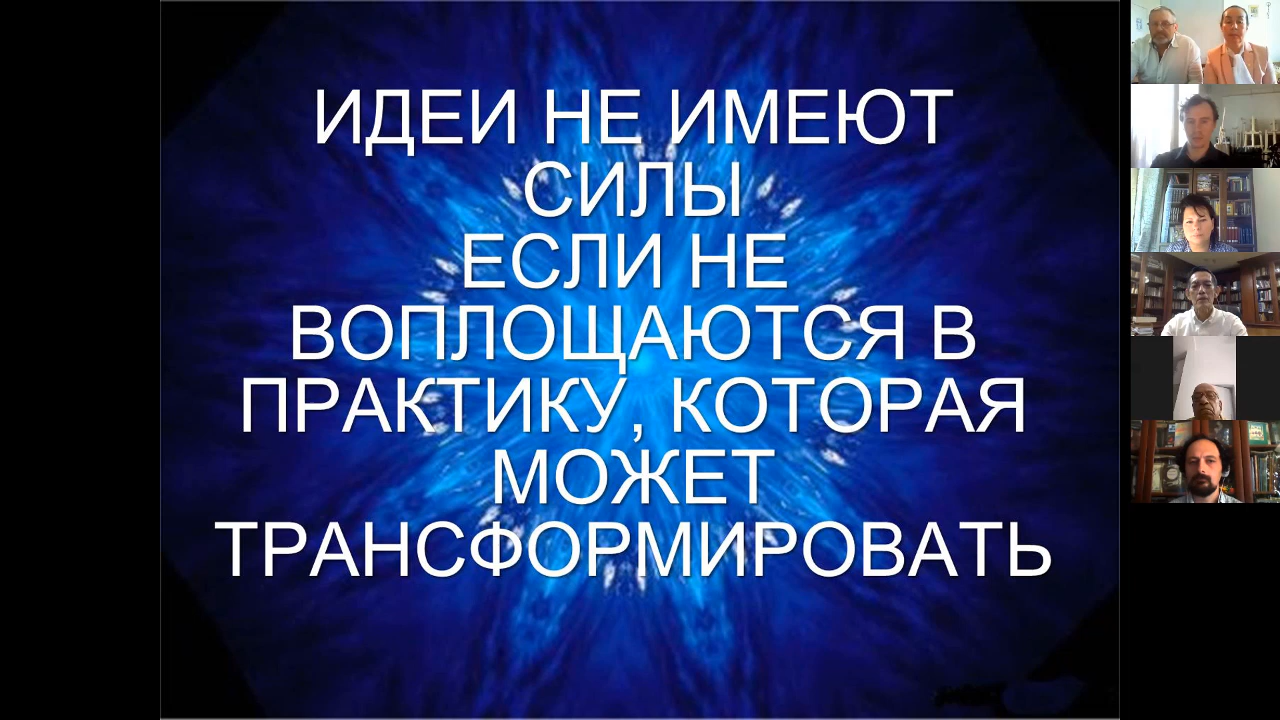 ИДЕИ НЕ ИМЕЮТ
СИЛЫ
ЕСЛИ НЕ
ВОПЛОЩАЮТСЯ В
ПРАКТИКУ, КОТОРАЯ
МОЖЕТ
ТРАНСФОРМИРОВАТЬ